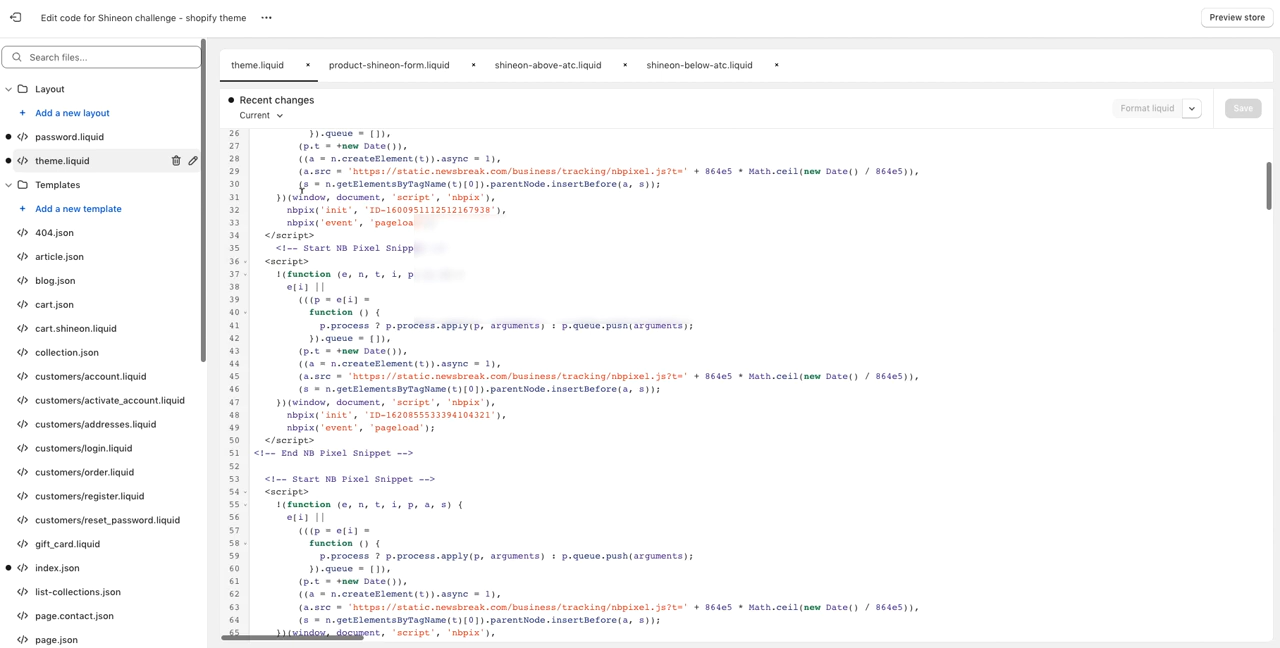 Edit code for Shineon challenge - shopify theme
Preview store
Search files...
Layout
Add a new layout
password.liquid
theme.liquid
Templates
Add a new template
404.json
article.json
blog.json
cart.json
cart.shineon.liquid
collection.json
customers/account.liquid
customers/activate_account.liquid
customers/addresses.liquid
customers/login.liquid
customers/order.liquid
customers/register.liquid
customers/reset_password.liquid
gift_card.liquid
index.json
list-collections.json
page.contact.json
page.json
theme.liquid ×
product-shineon-form.liquid ×
shineon-above-atc.liquid ×
shineon-below-atc.liquid ×
Recent changes
Current
Format liquid
Save
26 }).queue = []),
27 (p.t = +new Date()),
28 ((a = n.createElement(t)).async = 1),
29 (a.src = 'https://static.newsbreak.com/business/tracking/nbpixel.js?t=' + 864e5 * Math.ceil(new Date() / 864e5)),
30 (s = n.getElementsByTagName(t)[0]).parentNode.insertBefore(a, s));
31 })(window, document, 'script', 'nbpix'),
32 nbpix('init', 'ID-1600951112512167938'),
33 nbpix('event', 'pageloa
34 </script>
35 <!-- Start NB Pixel Snipp
36 <script>
37 !(function (e, n, t, i, p
38 e[i] ||
39 (((p = e[i] =
40 function () {
41 p.process ? p.process.apply(p, arguments) : p.queue.push(arguments);
42 }).queue = []),
43 (p.t = +new Date()),
44 ((a = n.createElement(t)).async = 1),
45 (a.src = 'https://static.newsbreak.com/business/tracking/nbpixel.js?t=' + 864e5 * Math.ceil(new Date() / 864e5)),
46 (s = n.getElementsByTagName(t)[0]).parentNode.insertBefore(a, s));
47 })(window, document, 'script', 'nbpix'),
48 nbpix('init', 'ID-1620855533394104321'),
49 nbpix('event', 'pageload');
50 </script>
51 <!-- End NB Pixel Snippet -->
52
53 <!-- Start NB Pixel Snippet -->
54 <script>
55 !(function (e, n, t, i, p, a, s) {
56 e[i] ||
57 (((p = e[i] =
58 function () {
59 p.process ? p.process.apply(p, arguments) : p.queue.push(arguments);
60 }).queue = []),
61 (p.t = +new Date()),
62 ((a = n.createElement(t)).async = 1),
63 (a.src = 'https://static.newsbreak.com/business/tracking/nbpixel.js?t=' + 864e5 * Math.ceil(new Date() / 864e5)),
64 (s = n.getElementsByTagName(t)[0]).parentNode.insertBefore(a, s));
65 })(window, document, 'script', 'nbpix'),